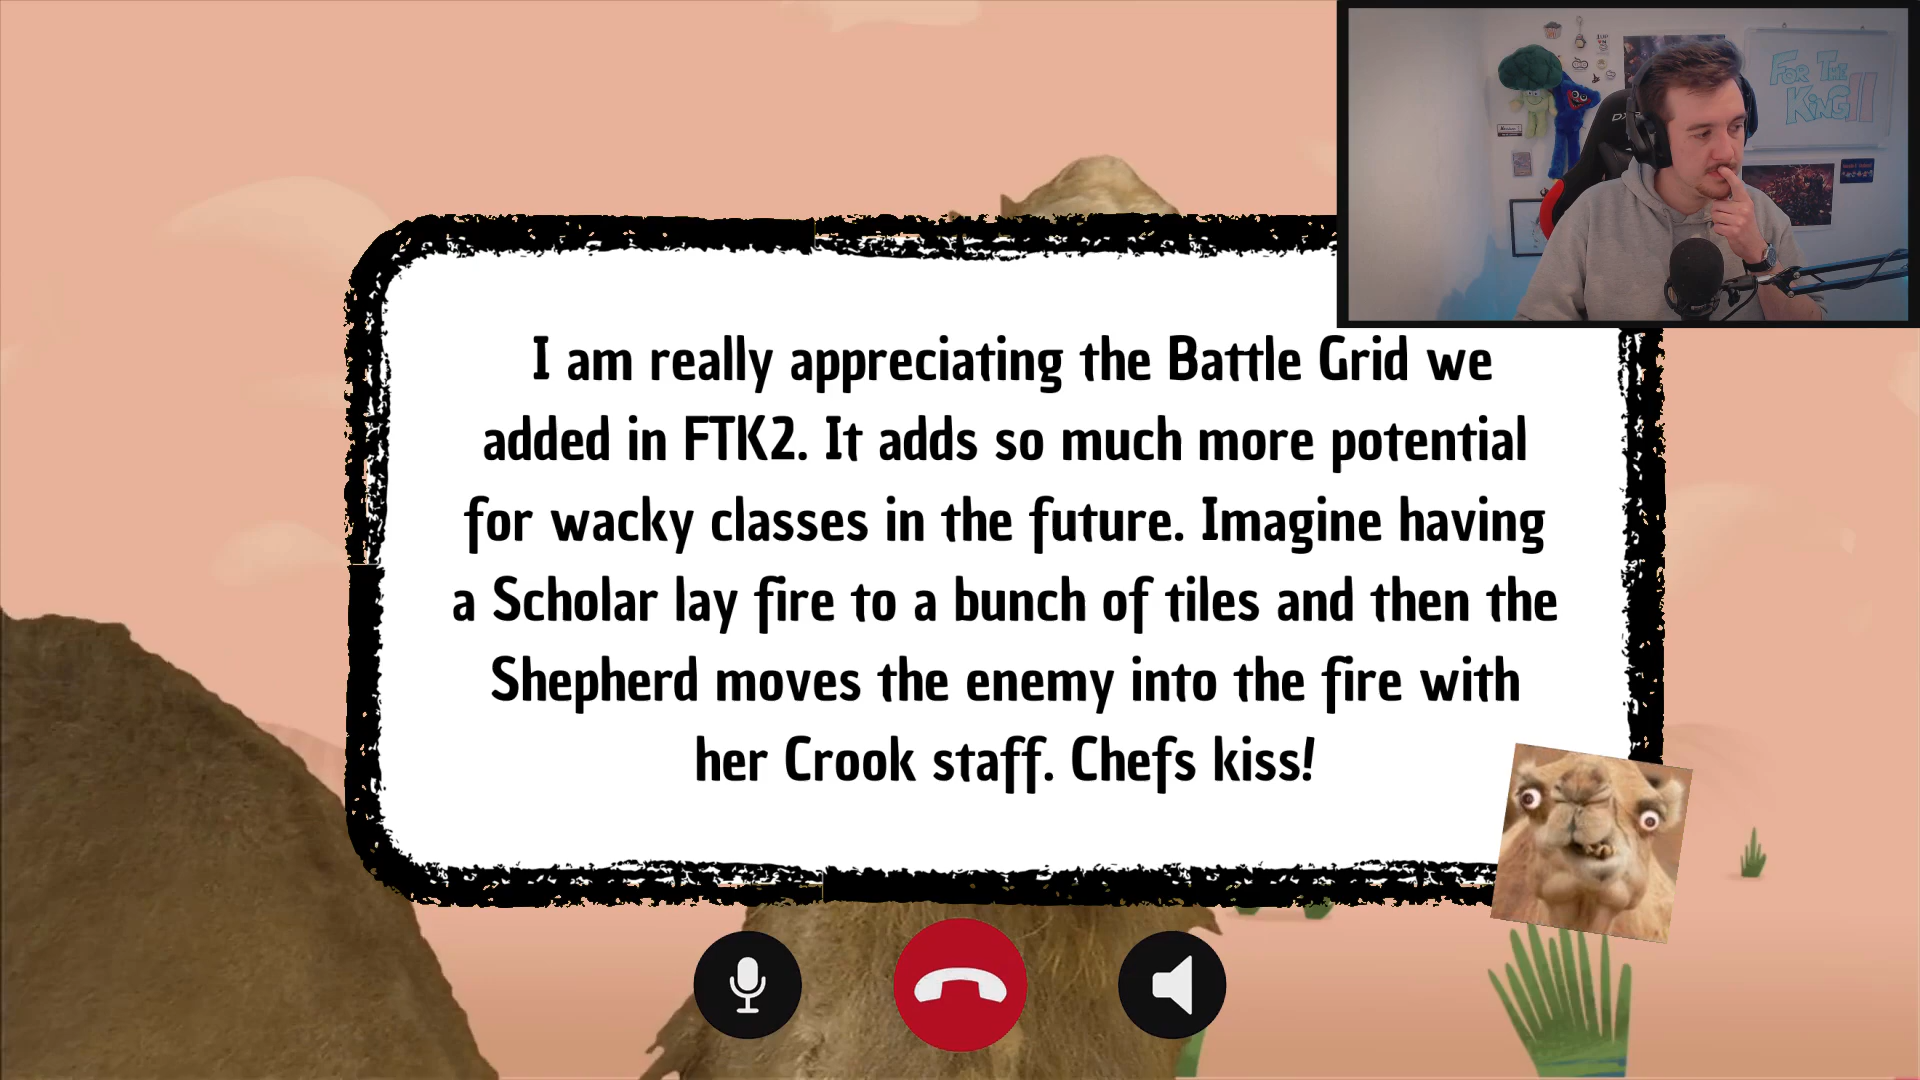 FOR THE
KING II
I am really appreciating the Battle Grid we
added in FTK2. It adds so much more potential
for wacky classes in the future. Imagine having
a Scholar lay fire to a bunch of tiles and then the
Shepherd moves the enemy into the fire with
her Crook staff. Chefs kiss!